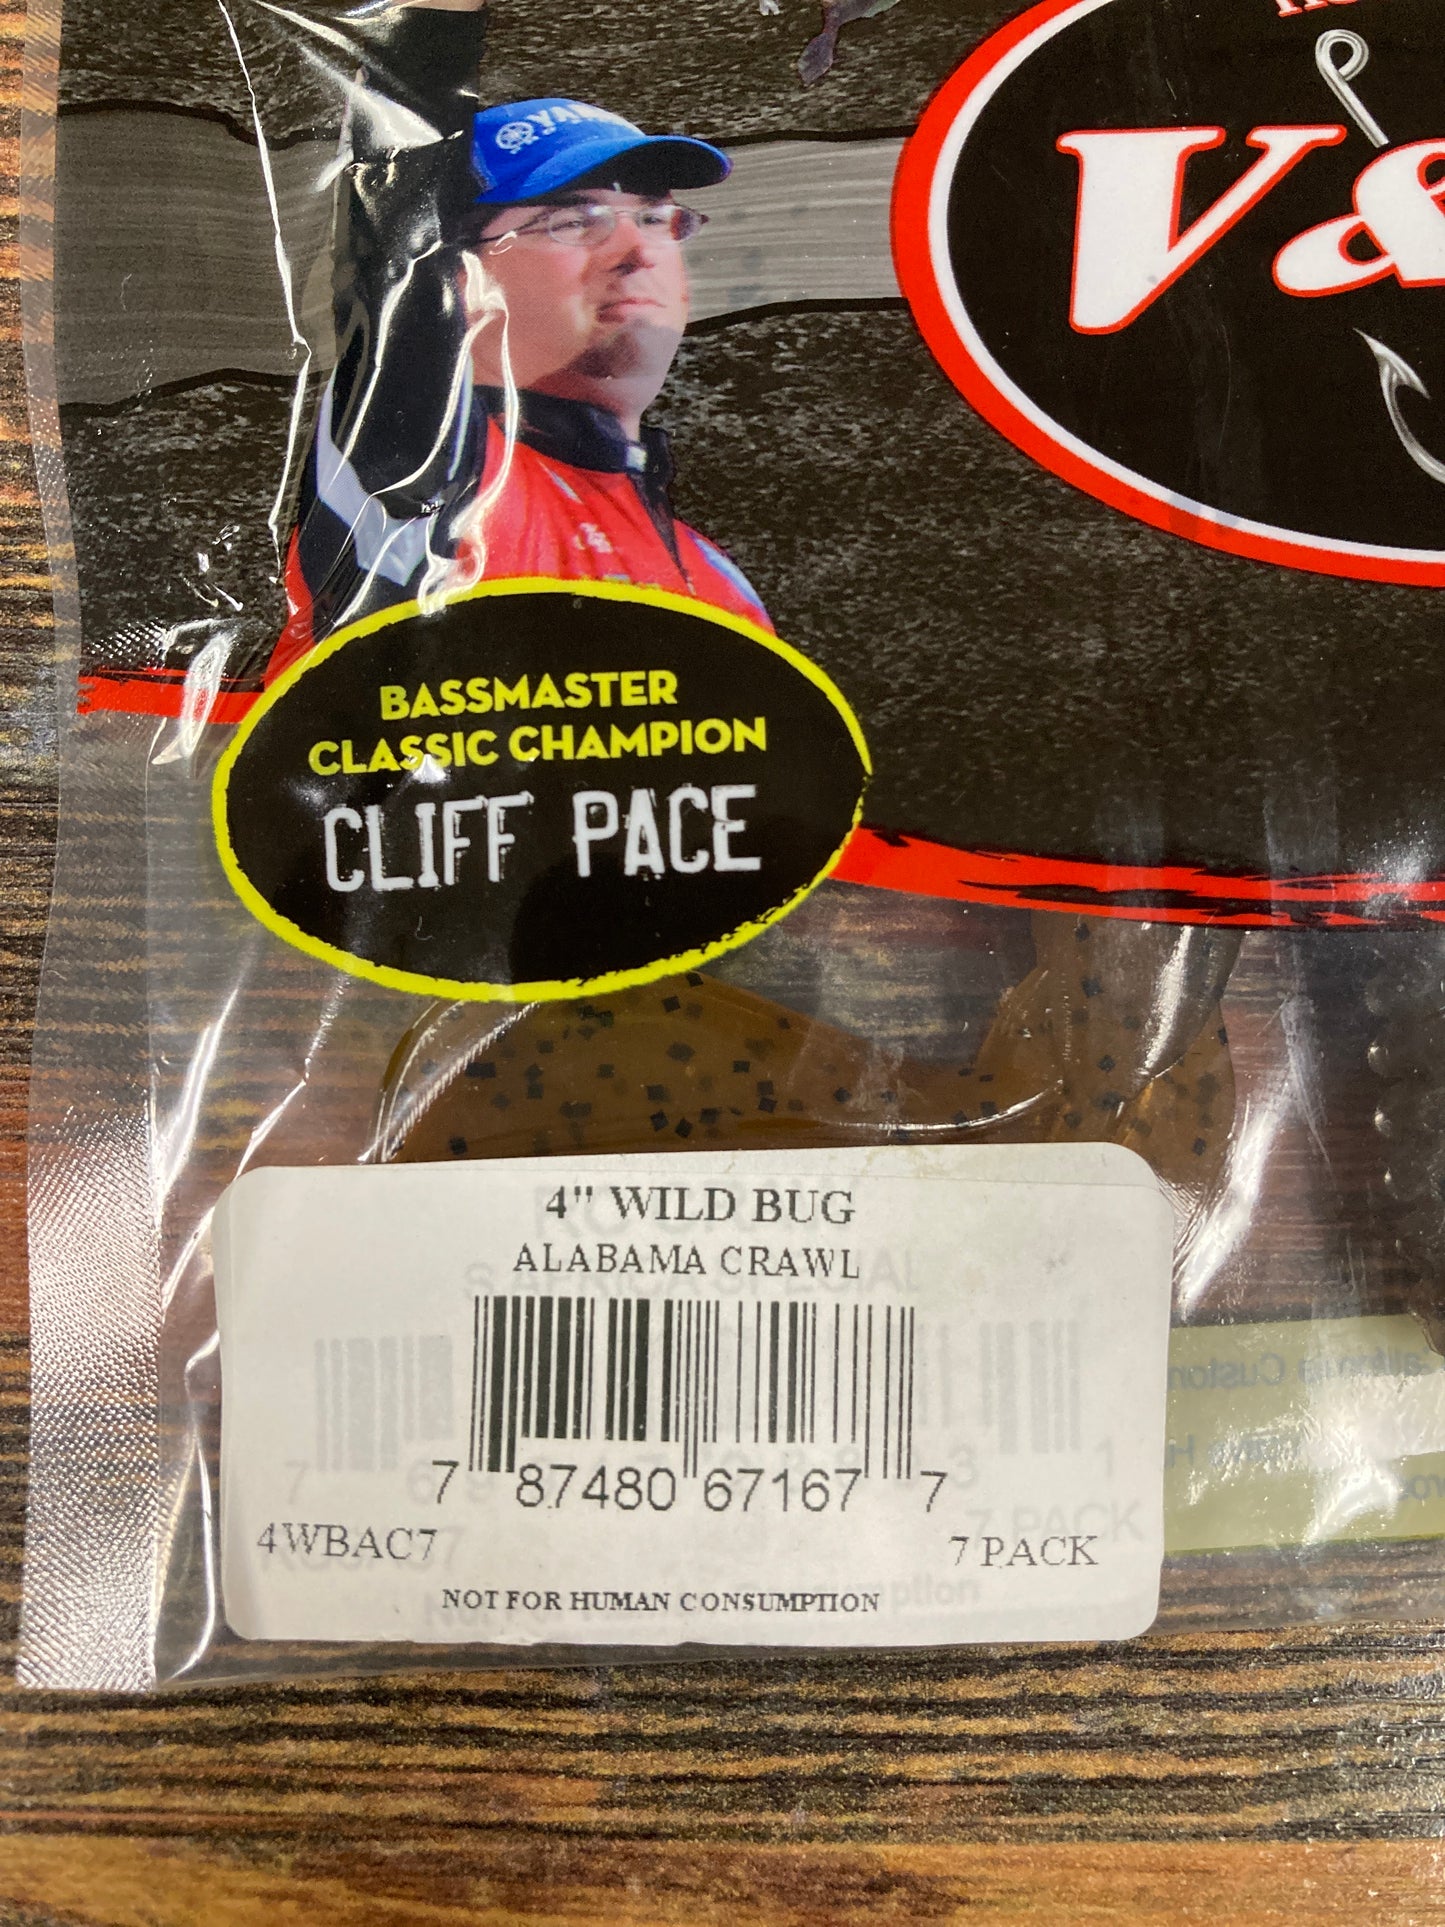 V&
BASSMASTER
CLASSIC CHAMPION
CLIFF PACE
4" WILD BUG
ALABAMA CRAWL
7 87480 67167 7
4WBAC7
7 PACK
NOT FOR HUMAN CONSUMPTION